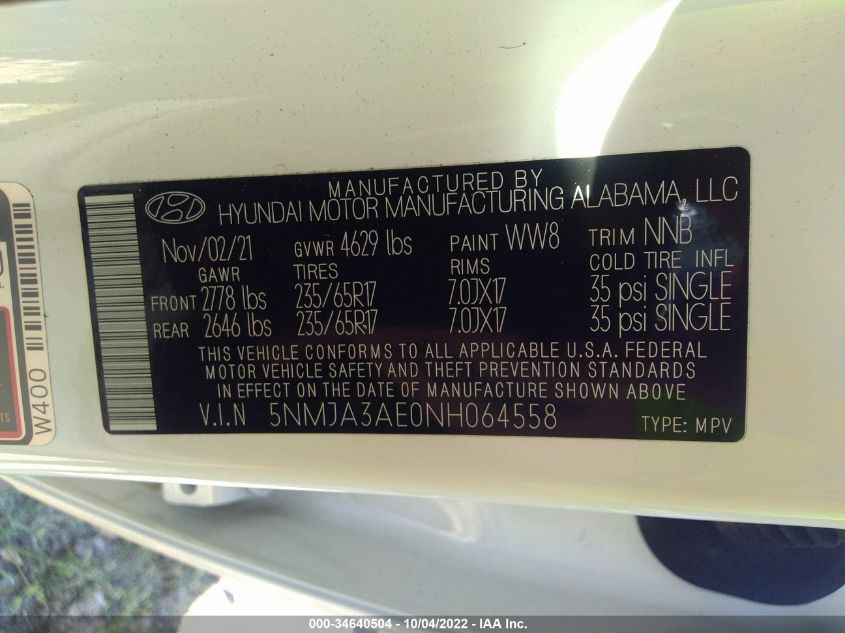 MANUFACTURED BY
HYUNDAI MOTOR MANUFACTURING ALABAMA, LLC
Nov/02/21 GVWR 4629 lbs PAINT WW8 TRIM NNB
GAWR TIRES RIMS COLD TIRE INFL
FRONT 2778 lbs 235/65R17 7.0JX17 35 psi SINGLE
REAR 2646 lbs 235/65R17 7.0JX17 35 psi SINGLE
THIS VEHICLE CONFORMS TO ALL APPLICABLE U.S.A. FEDERAL
MOTOR VEHICLE SAFETY AND THEFT PREVENTION STANDARDS
IN EFFECT ON THE DATE OF MANUFACTURE SHOWN ABOVE
V.I.N 5NMJA3AE0NH064558 TYPE: MPV
W400
000-34640504 - 10/04/2022 - IAA Inc.